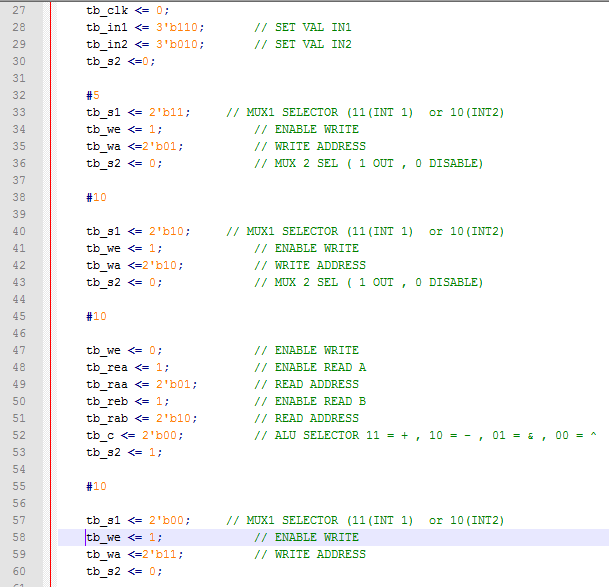 27 tb_clk <= 0;
28 tb_in1 <= 3'b110; // SET VAL IN1
29 tb_in2 <= 3'b010; // SET VAL IN2
30 tb_s2 <=0;
31
32 #5
33 tb_s1 <= 2'b11; // MUX1 SELECTOR (11(INT 1) or 10(INT2)
34 tb_we <= 1; // ENABLE WRITE
35 tb_wa <=2'b01; // WRITE ADDRESS
36 tb_s2 <= 0; // MUX 2 SEL ( 1 OUT , 0 DISABLE)
37
38 #10
39
40 tb_s1 <= 2'b10; // MUX1 SELECTOR (11(INT 1) or 10(INT2)
41 tb_we <= 1; // ENABLE WRITE
42 tb_wa <=2'b10; // WRITE ADDRESS
43 tb_s2 <= 0; // MUX 2 SEL ( 1 OUT , 0 DISABLE)
44
45 #10
46
47 tb_we <= 0; // ENABLE WRITE
48 tb_rea <= 1; // ENABLE READ A
49 tb_raa <= 2'b01; // READ ADDRESS
50 tb_reb <= 1; // ENABLE READ B
51 tb_rab <= 2'b10; // READ ADDRESS
52 tb_c <= 2'b00; // ALU SELECTOR 11 = + , 10 = - , 01 = & , 00 = ^
53 tb_s2 <= 1;
54
55 #10
56
57 tb_s1 <= 2'b00; // MUX1 SELECTOR (11(INT 1) or 10(INT2)
58 tb_we <= 1; // ENABLE WRITE
59 tb_wa <=2'b11; // WRITE ADDRESS
60 tb_s2 <= 0;